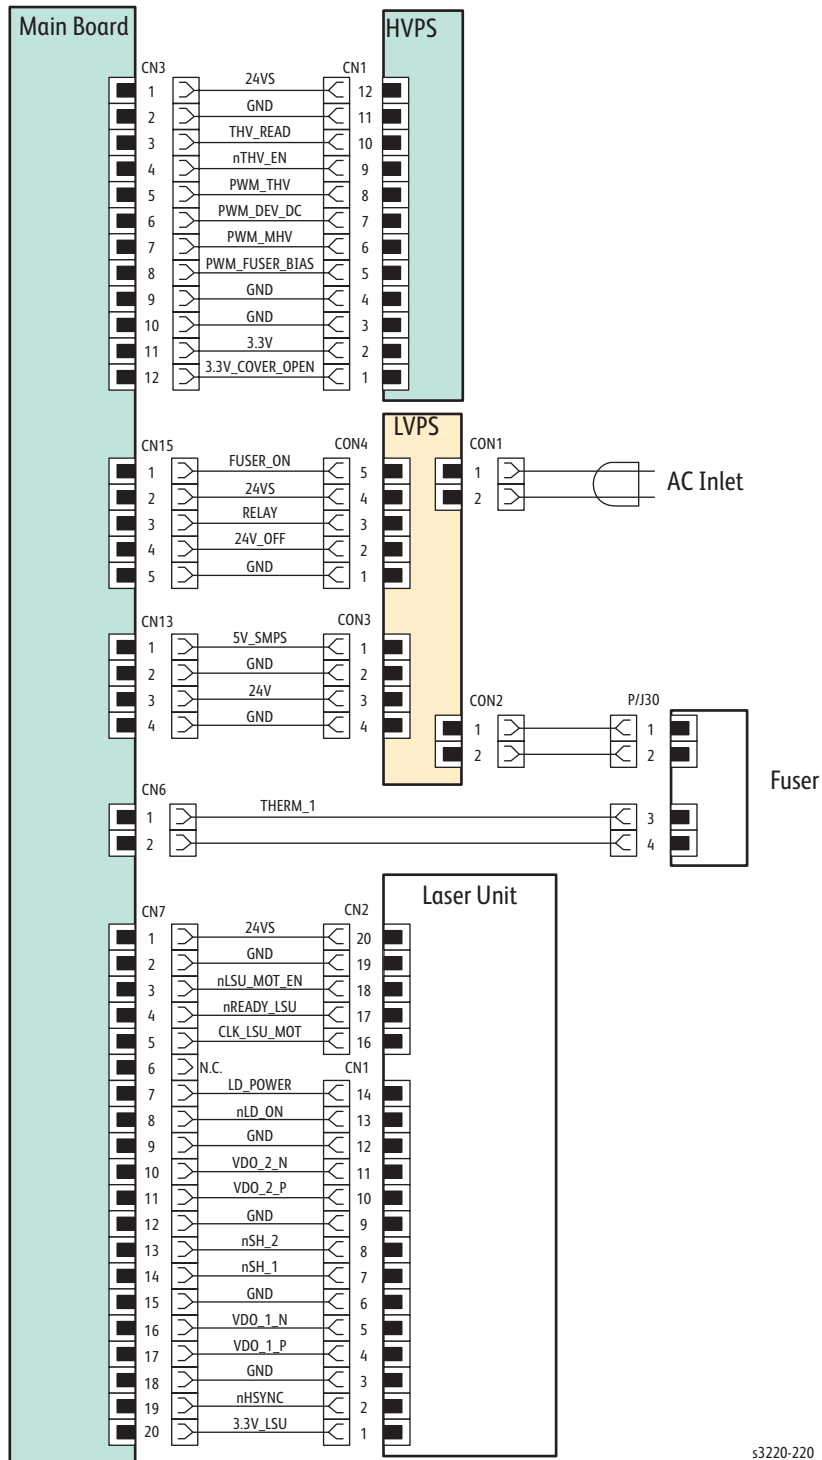 Main Board
HVPS
CN3 CN1
1 24VS 12
2 GND 11
3 THV_READ 10
4 nTHV_EN 9
5 PWM_THV 8
6 PWM_DEV_DC 7
7 PWM_MHV 6
8 PWM_FUSER_BIAS 5
9 GND 4
10 GND 3
11 3.3V 2
12 3.3V_COVER_OPEN 1
LVPS
CN15 CON4
1 FUSER_ON 5
2 24VS 4
3 RELAY 3
4 24V_OFF 2
5 GND 1
CON1
1
2
AC Inlet
CN13 CON3
1 5V_SMPS 1
2 GND 2
3 24V 3
4 GND 4
CON2 P/J30
1 1
2 2
Fuser
CN6
1 THERM_1 3
2 4
Laser Unit
CN7 CN2
1 24VS 20
2 GND 19
3 nLSU_MOT_EN 18
4 nREADY_LSU 17
5 CLK_LSU_MOT 16
6 N.C.
CN1
7 LD_POWER 14
8 nLD_ON 13
9 GND 12
10 VDO_2_N 11
11 VDO_2_P 10
12 GND 9
13 nSH_2 8
14 nSH_1 7
15 GND 6
16 VDO_1_N 5
17 VDO_1_P 4
18 GND 3
19 nHSYNC 2
20 3.3V_LSU 1
s3220-220